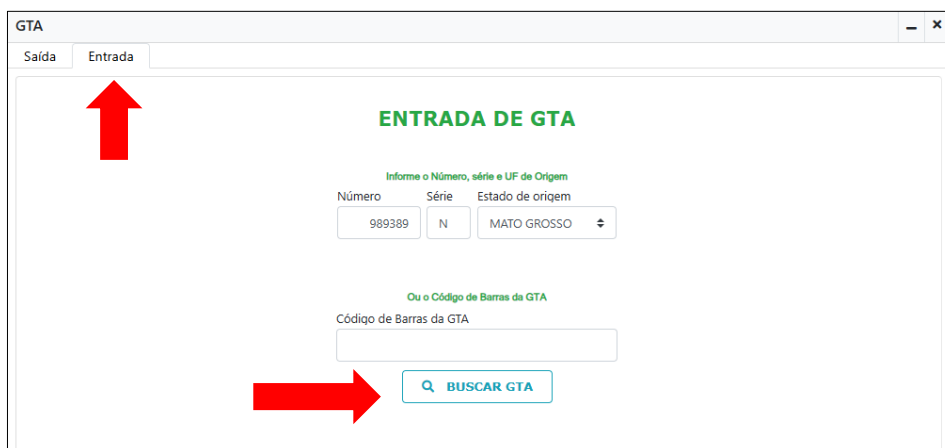 GTA
Saída Entrada
ENTRADA DE GTA
Informe o Número, série e UF de Origem
Número Série Estado de origem
989389 N MATO GROSSO
Ou o Código de Barras da GTA
Código de Barras da GTA
BUSCAR GTA